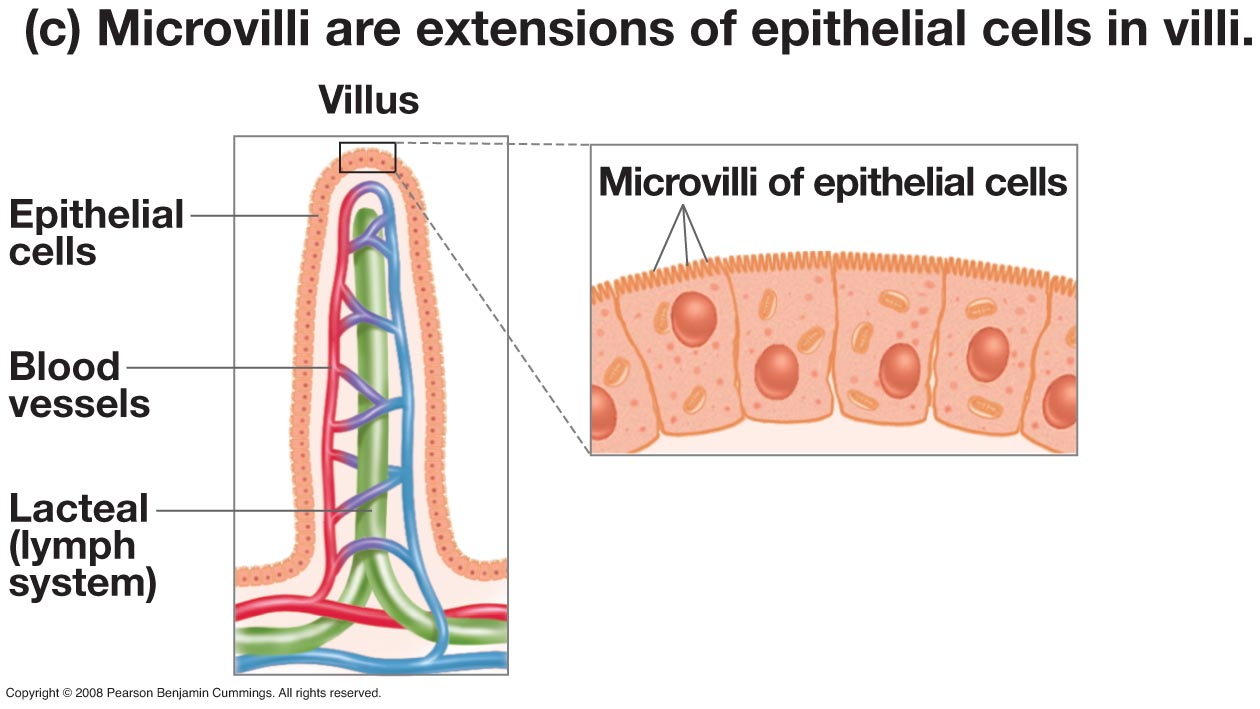 (c) Microvilli are extensions of epithelial cells in villi.
Villus
Microvilli of epithelial cells
Epithelial
cells
Blood
vessels
Lacteal
(lymph
system)
Copyright © 2008 Pearson Benjamin Cummings. All rights reserved.